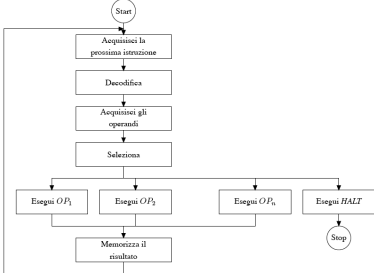 Start
Acquisisci la
prossima istruzione
Decodifica
Acquisisci gli
operandi
Seleziona
Esegui OP₁
Esegui OP₂
Esegui OPₙ
Esegui HALT
Stop
Memorizza il
risultato